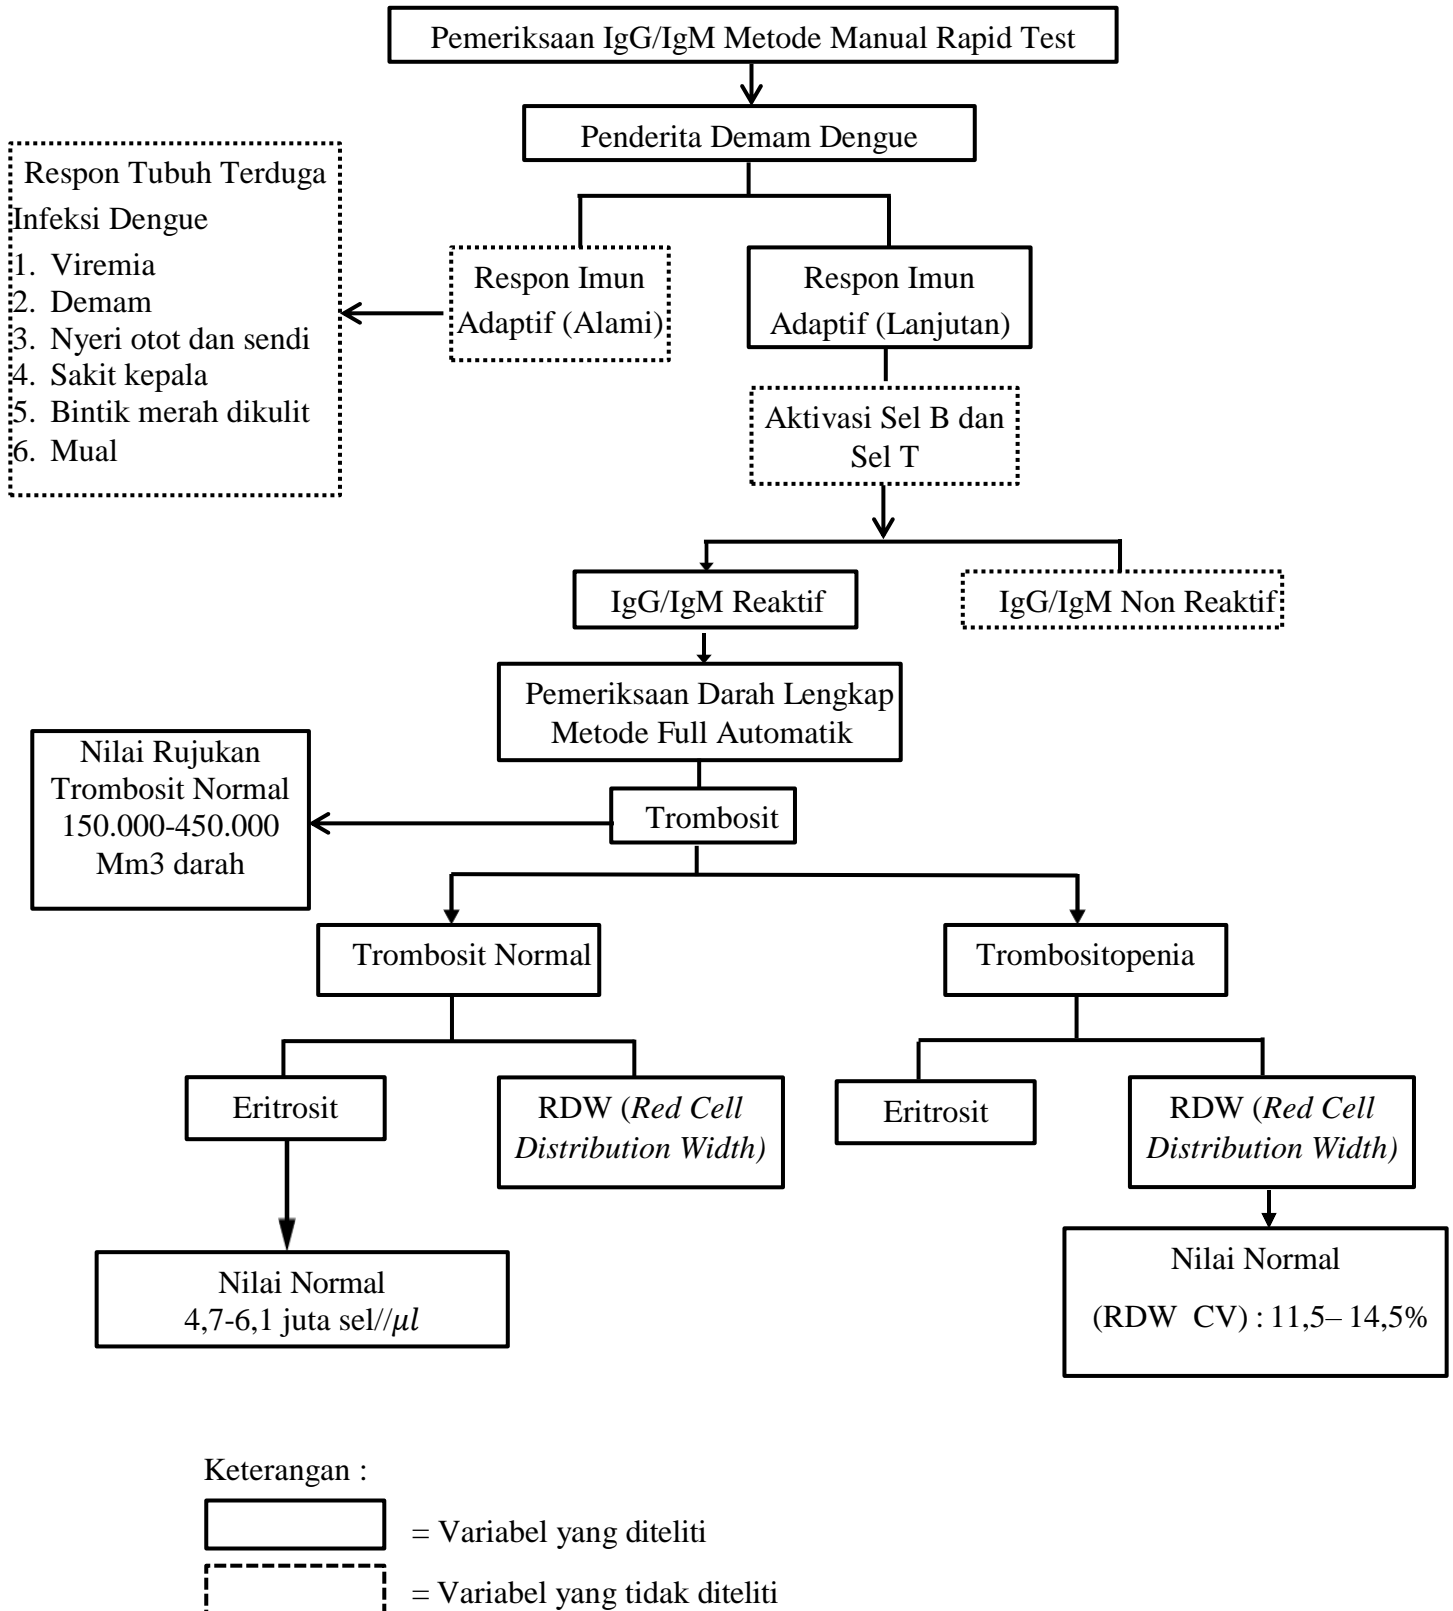 Pemeriksaan IgG/IgM Metode Manual Rapid Test
Penderita Demam Dengue
Respon Tubuh Terduga
Infeksi Dengue
1. Viremia
2. Demam
3. Nyeri otot dan sendi
4. Sakit kepala
5. Bintik merah dikulit
6. Mual
Respon Imun
Adaptif (Alami)
Respon Imun
Adaptif (Lanjutan)
Aktivasi Sel B dan
Sel T
IgG/IgM Reaktif
IgG/IgM Non Reaktif
Pemeriksaan Darah Lengkap
Metode Full Automatik
Nilai Rujukan
Trombosit Normal
150.000-450.000
Mm3 darah
Trombosit
Trombosit Normal
Trombositopenia
Eritrosit
RDW (Red Cell
Distribution Width)
Eritrosit
RDW (Red Cell
Distribution Width)
Nilai Normal
4,7-6,1 juta sel//µl
Nilai Normal
(RDW CV) : 11,5– 14,5%
Keterangan :
= Variabel yang diteliti
= Variabel yang tidak diteliti